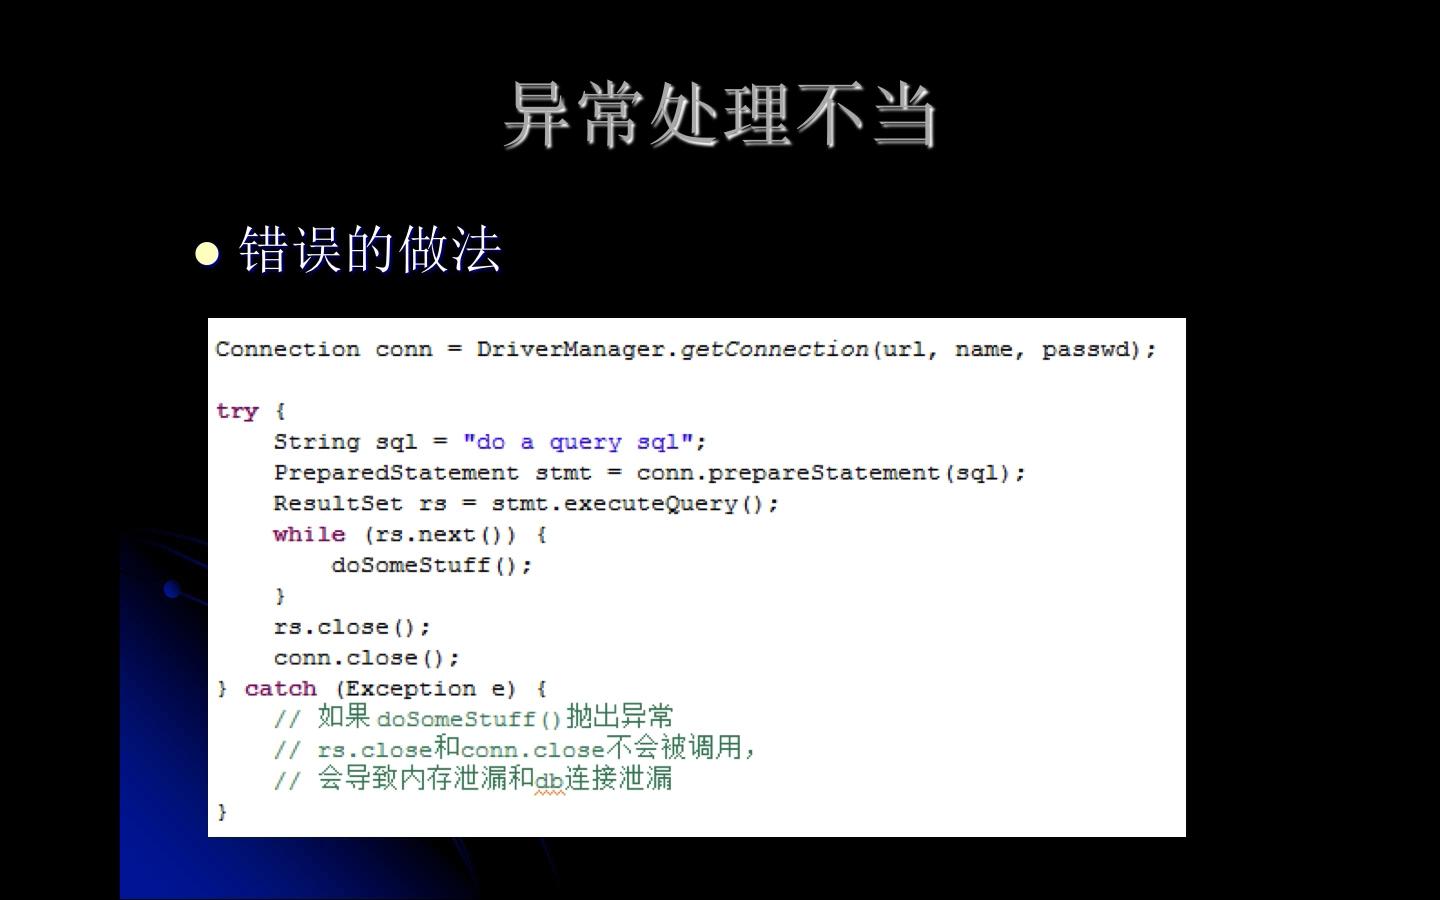 异常处理不当
错误的做法
Connection conn = DriverManager.getConnection(url, name, passwd);
try {
String sql = "do a query sql";
PreparedStatement stmt = conn.prepareStatement(sql);
ResultSet rs = stmt.executeQuery();
while (rs.next()) {
doSomeStuff();
}
rs.close();
conn.close();
} catch (Exception e) {
// 如果 doSomeStuff()抛出异常
// rs.close和conn.close不会被调用，
// 会导致内存泄漏和db连接泄漏
}